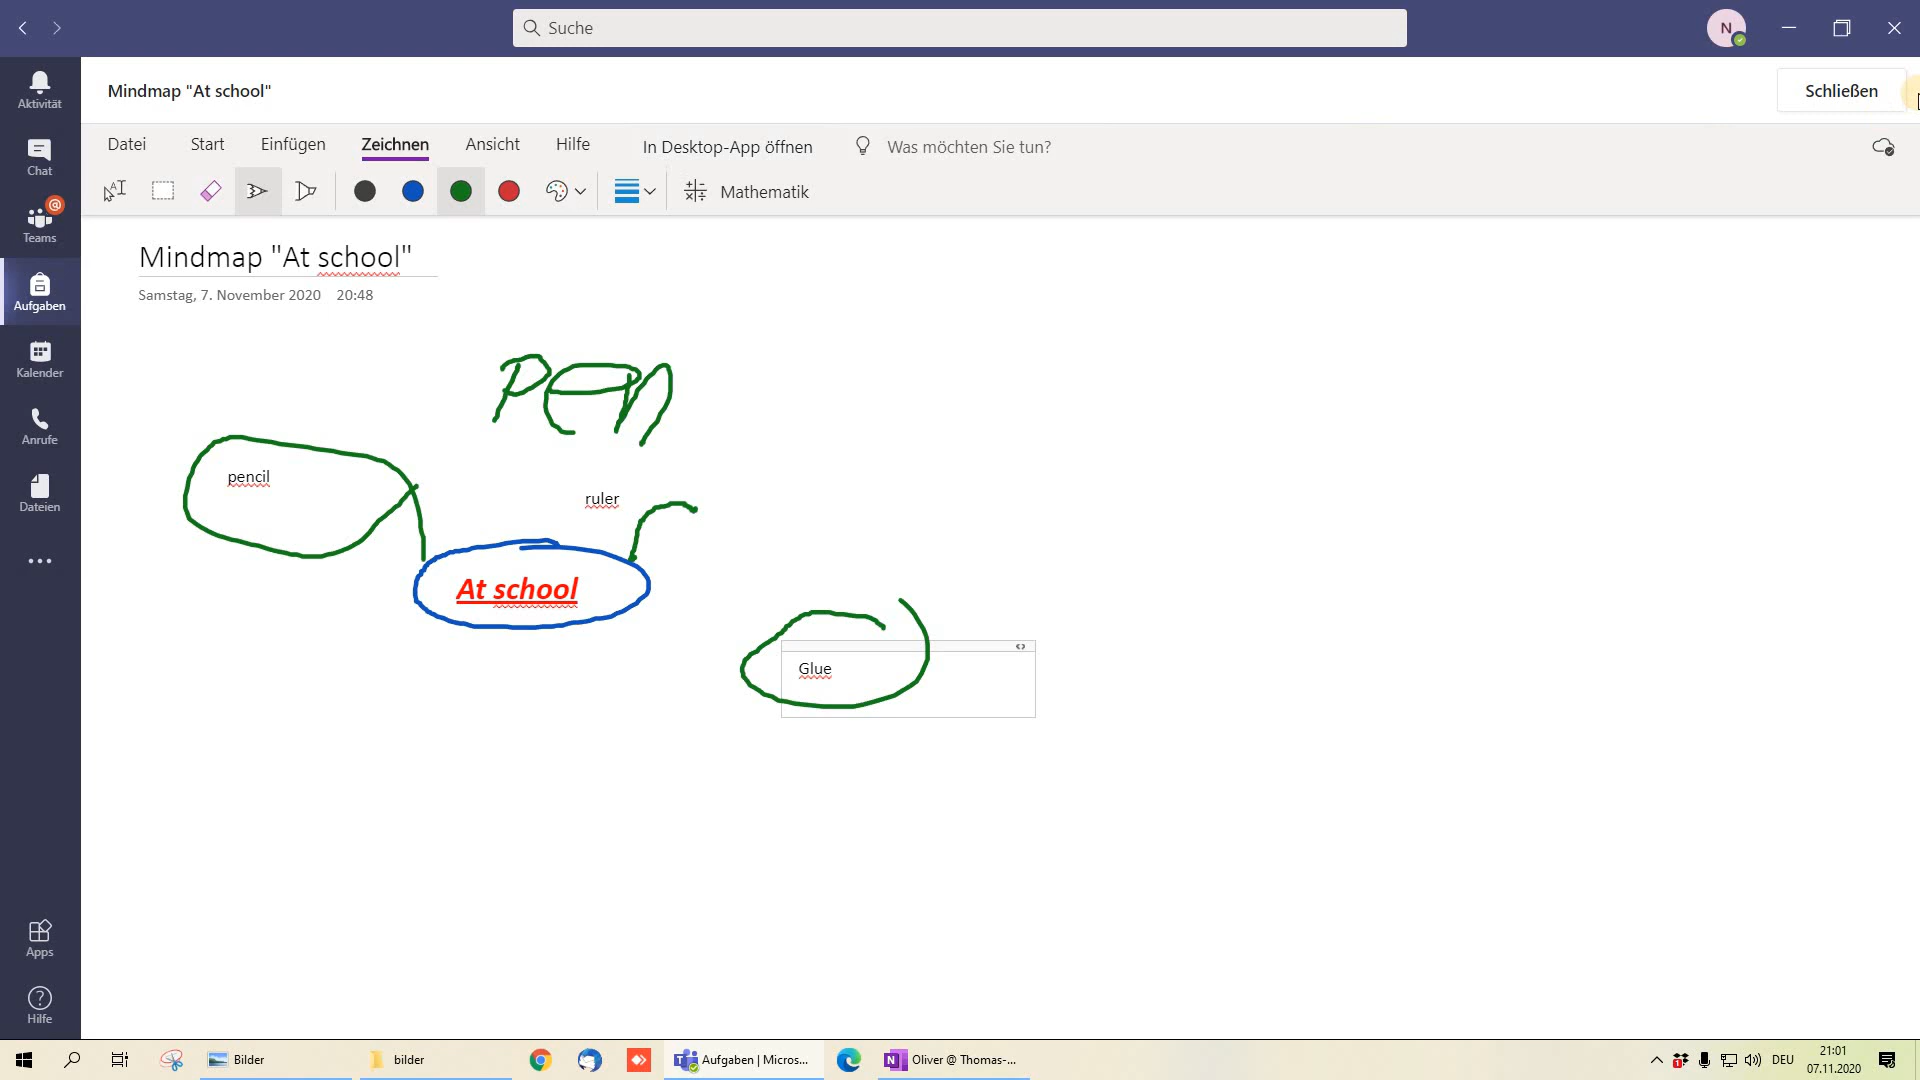 Suche
N
Mindmap "At school"
Schließen
Aktivität
Chat
@
Teams
Aufgaben
Kalender
Anrufe
Dateien
Apps
Hilfe
Datei Start Einfügen Zeichnen Ansicht Hilfe In Desktop-App öffnen Was möchten Sie tun?
Mathematik
Mindmap "At school"
Samstag, 7. November 2020 20:48
Pen
pencil
ruler
At school
Glue
Bilder bilder Aufgaben | Micros... Oliver @ Thomas-... DEU 21:01
07.11.2020